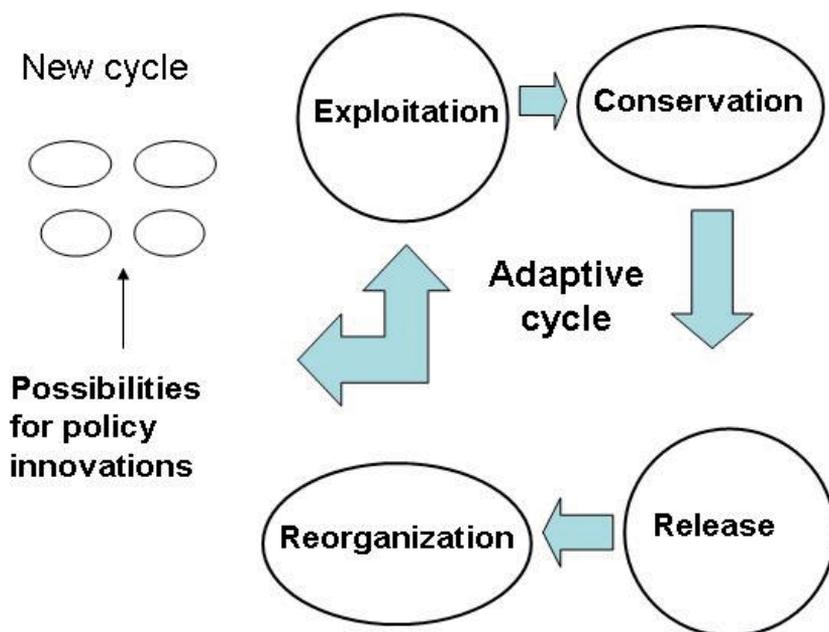 New cycle
Exploitation
Conservation
Adaptive
cycle
Possibilities
for policy
innovations
Reorganization
Release